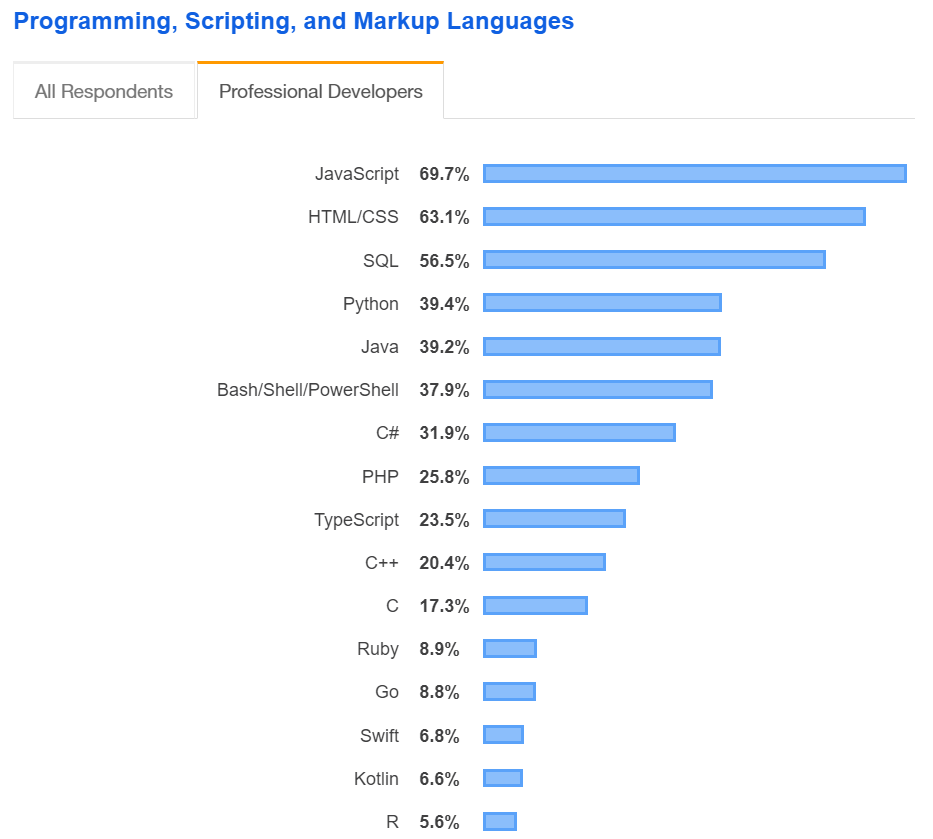 Programming, Scripting, and Markup Languages
All Respondents Professional Developers
JavaScript 69.7%
HTML/CSS 63.1%
SQL 56.5%
Python 39.4%
Java 39.2%
Bash/Shell/PowerShell 37.9%
C# 31.9%
PHP 25.8%
TypeScript 23.5%
C++ 20.4%
C 17.3%
Ruby 8.9%
Go 8.8%
Swift 6.8%
Kotlin 6.6%
R 5.6%